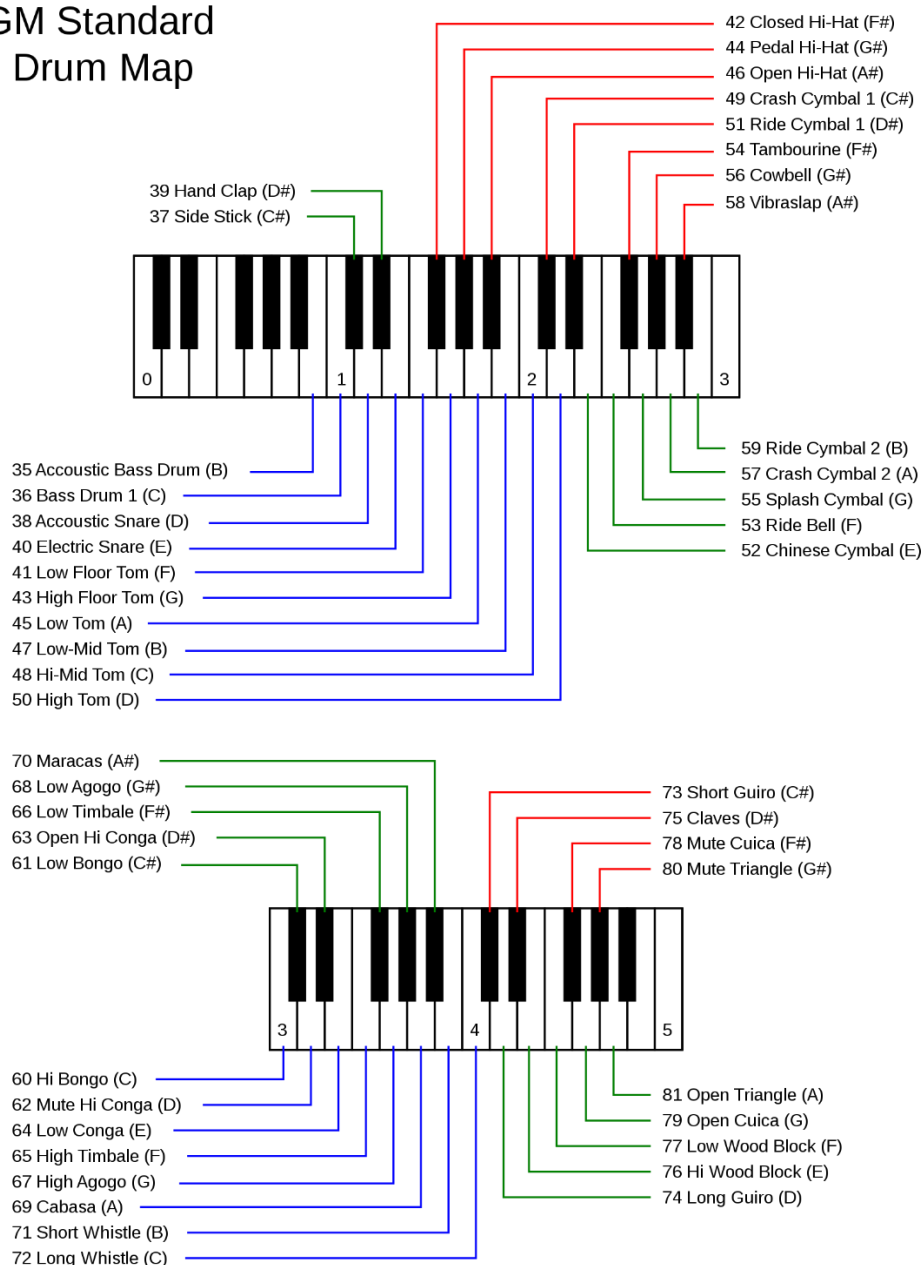 GM Standard
Drum Map
42 Closed Hi-Hat (F#)
44 Pedal Hi-Hat (G#)
46 Open Hi-Hat (A#)
49 Crash Cymbal 1 (C#)
51 Ride Cymbal 1 (D#)
54 Tambourine (F#)
56 Cowbell (G#)
58 Vibraslap (A#)
39 Hand Clap (D#)
37 Side Stick (C#)
0 1 2 3
35 Accoustic Bass Drum (B)
36 Bass Drum 1 (C)
38 Accoustic Snare (D)
40 Electric Snare (E)
41 Low Floor Tom (F)
43 High Floor Tom (G)
45 Low Tom (A)
47 Low-Mid Tom (B)
48 Hi-Mid Tom (C)
50 High Tom (D)
59 Ride Cymbal 2 (B)
57 Crash Cymbal 2 (A)
55 Splash Cymbal (G)
53 Ride Bell (F)
52 Chinese Cymbal (E)
70 Maracas (A#)
68 Low Agogo (G#)
66 Low Timbale (F#)
63 Open Hi Conga (D#)
61 Low Bongo (C#)
73 Short Guiro (C#)
75 Claves (D#)
78 Mute Cuica (F#)
80 Mute Triangle (G#)
3 4 5
60 Hi Bongo (C)
62 Mute Hi Conga (D)
64 Low Conga (E)
65 High Timbale (F)
67 High Agogo (G)
69 Cabasa (A)
71 Short Whistle (B)
72 Long Whistle (C)
81 Open Triangle (A)
79 Open Cuica (G)
77 Low Wood Block (F)
76 Hi Wood Block (E)
74 Long Guiro (D)